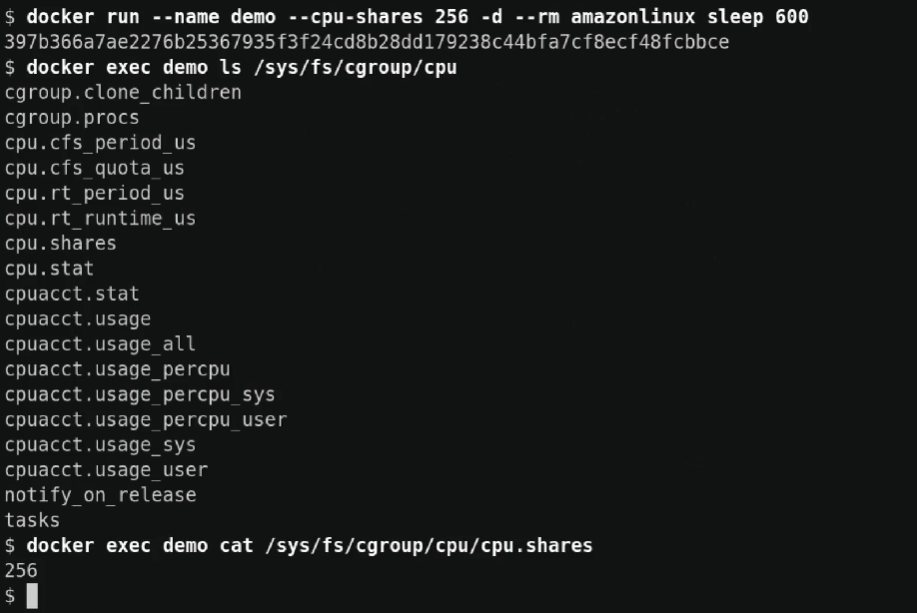 $ docker run --name demo --cpu-shares 256 -d --rm amazonlinux sleep 600
397b366a7ae2276b25367935f3f24cd8b28dd179238c44bfa7cf8ecf48fcbbce
$ docker exec demo ls /sys/fs/cgroup/cpu
cgroup.clone_children
cgroup.procs
cpu.cfs_period_us
cpu.cfs_quota_us
cpu.rt_period_us
cpu.rt_runtime_us
cpu.shares
cpu.stat
cpuacct.stat
cpuacct.usage
cpuacct.usage_all
cpuacct.usage_percpu
cpuacct.usage_percpu_sys
cpuacct.usage_percpu_user
cpuacct.usage_sys
cpuacct.usage_user
notify_on_release
tasks
$ docker exec demo cat /sys/fs/cgroup/cpu/cpu.shares
256
$